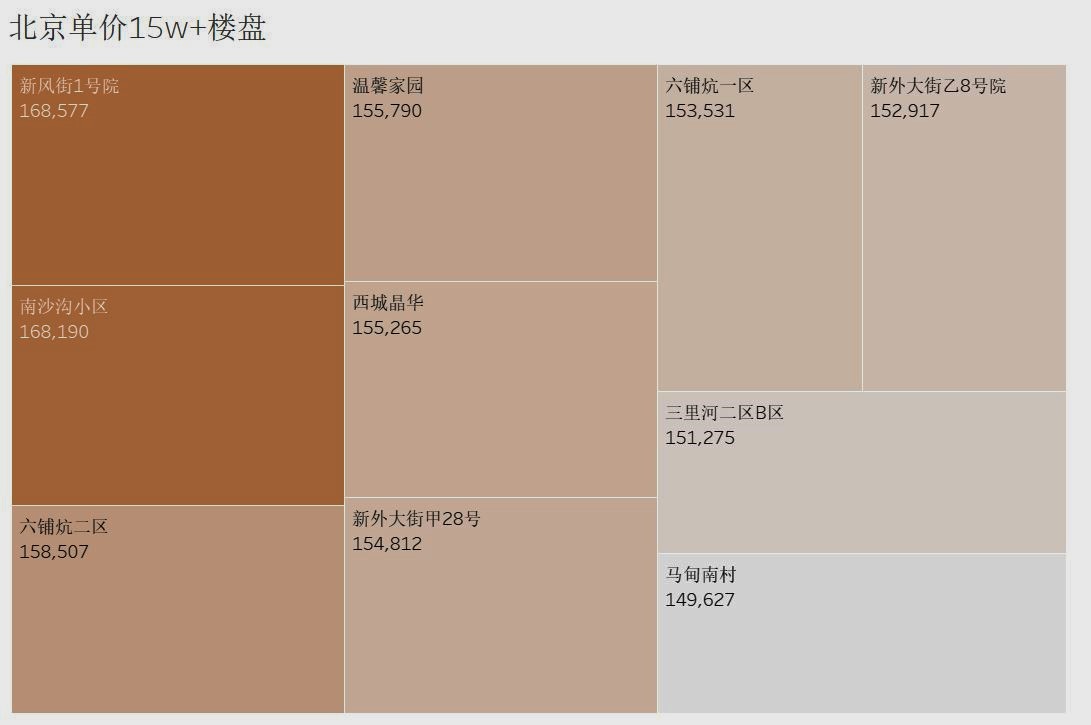 北京单价15w+楼盘
新风街1号院
168,577
南沙沟小区
168,190
六铺炕二区
158,507
温馨家园
155,790
西城晶华
155,265
新外大街甲28号
154,812
六铺炕一区
153,531
新外大街乙8号院
152,917
三里河二区B区
151,275
马甸南村
149,627